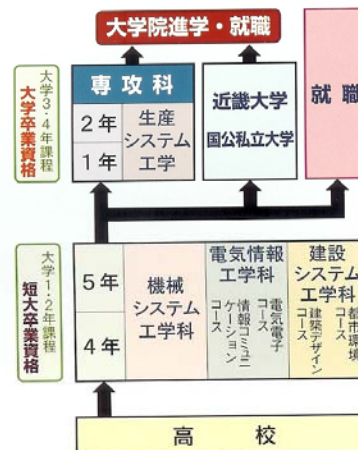 大学院進学・就職
大学3・4年課程
大学卒業資格
専攻科
2年
1年
生産
システム
工学
近畿大学
国公私立大学
就職
大学1・2年課程
短大卒業資格
5年
4年
機械
システム
工学科
電気情報
工学科
電気電子
コース
情報コミュニ
ケーション
コース
建設
システム
工学科
都市環境
コース
建築デザイン
コース
高校